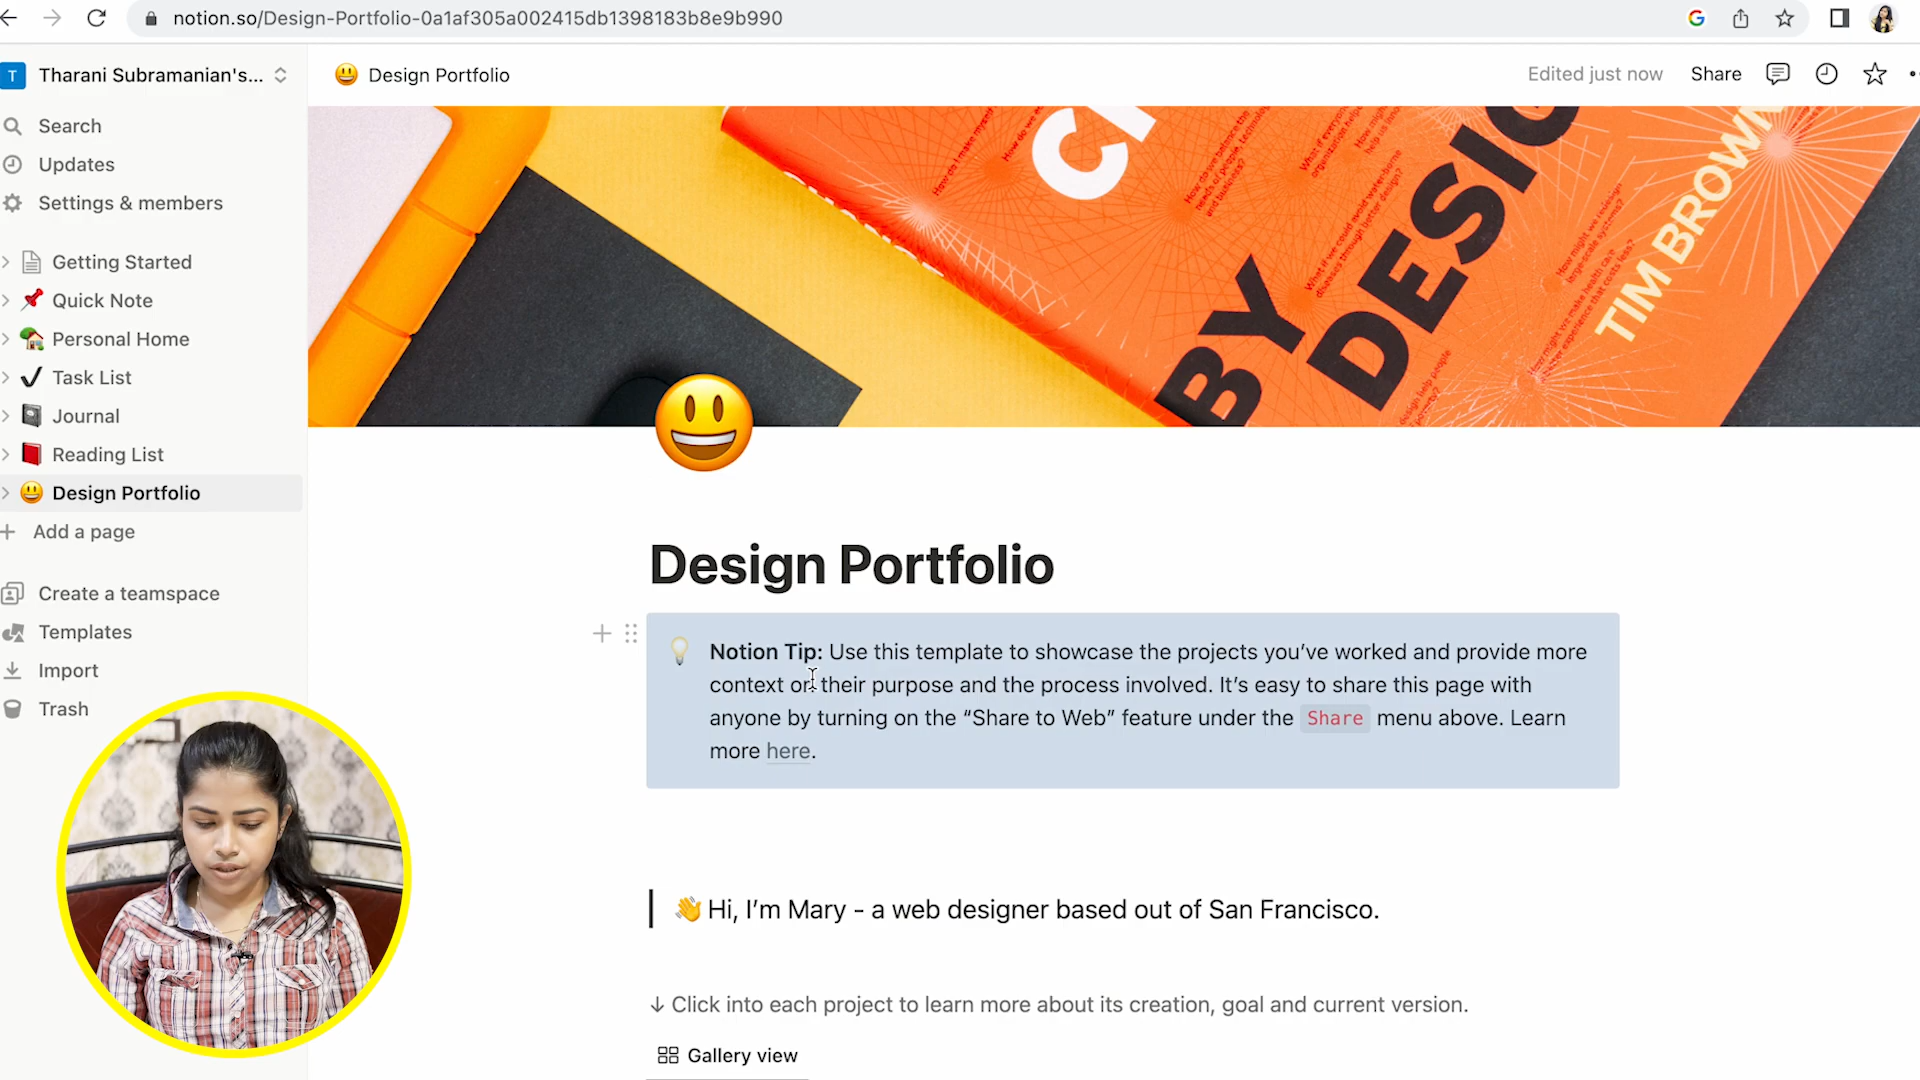 notion.so/Design-Portfolio-0a1af305a002415db1398183b8e9b990
T Tharani Subramanian's...
Design Portfolio
Edited just now
Share
Search
Updates
Settings & members
Getting Started
Quick Note
Personal Home
Task List
Journal
Reading List
Design Portfolio
Add a page
Create a teamspace
Templates
Import
Trash
BY
DESIG
TIM BROWN
Design Portfolio
Notion Tip: Use this template to showcase the projects you’ve worked and provide more
context on their purpose and the process involved. It’s easy to share this page with
anyone by turning on the “Share to Web” feature under the Share menu above. Learn
more here.
Hi, I’m Mary - a web designer based out of San Francisco.
↓ Click into each project to learn more about its creation, goal and current version.
Gallery view